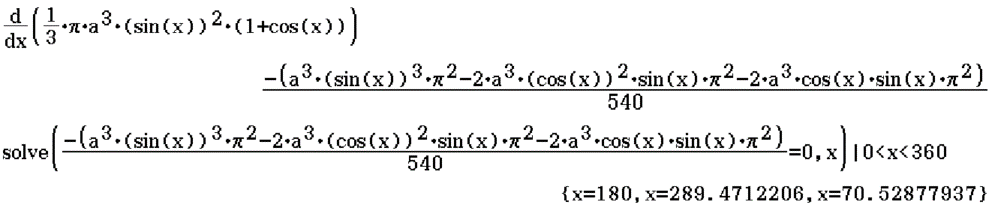 d/dx(1/3·π·a^3·(sin(x))^2·(1+cos(x)))
-(a^3·(sin(x))^3·π^2-2·a^3·(cos(x))^2·sin(x)·π^2-2·a^3·cos(x)·sin(x)·π^2)/540
solve(-(a^3·(sin(x))^3·π^2-2·a^3·(cos(x))^2·sin(x)·π^2-2·a^3·cos(x)·sin(x)·π^2)/540=0,x)|0<x<360
{x=180,x=289.4712206,x=70.52877937}